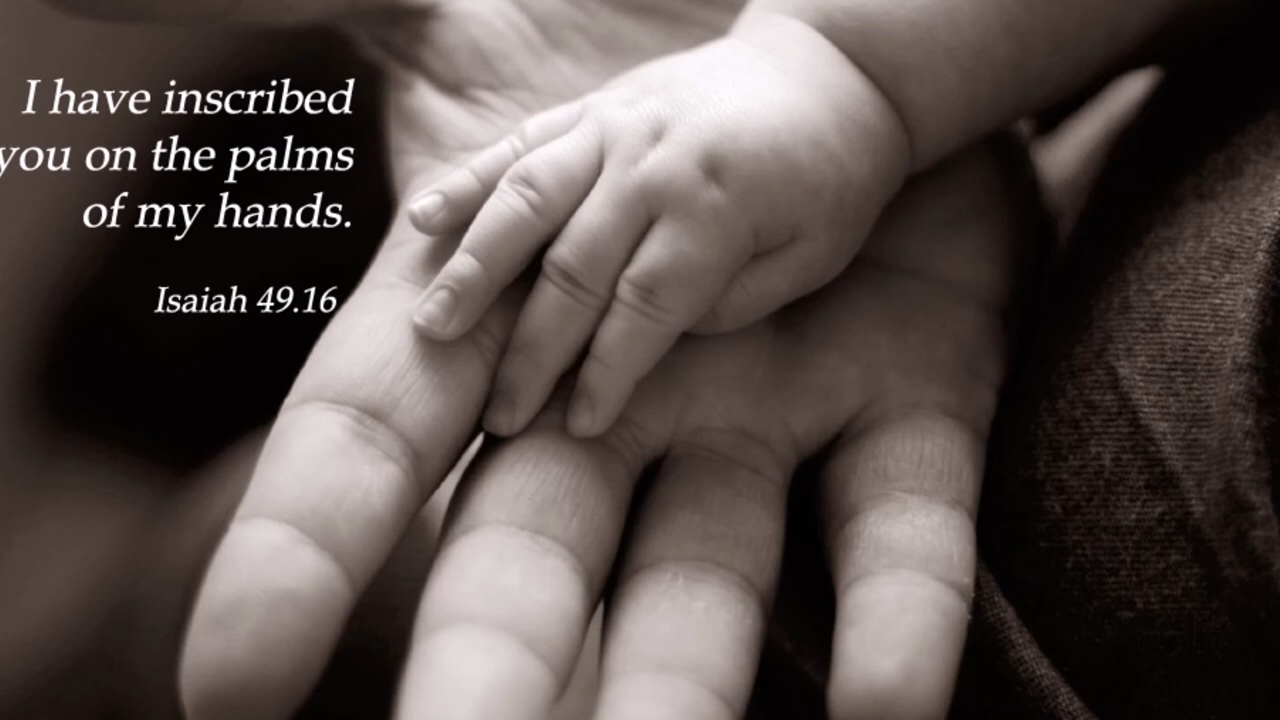 I have inscribed
you on the palms
of my hands.
Isaiah 49.16